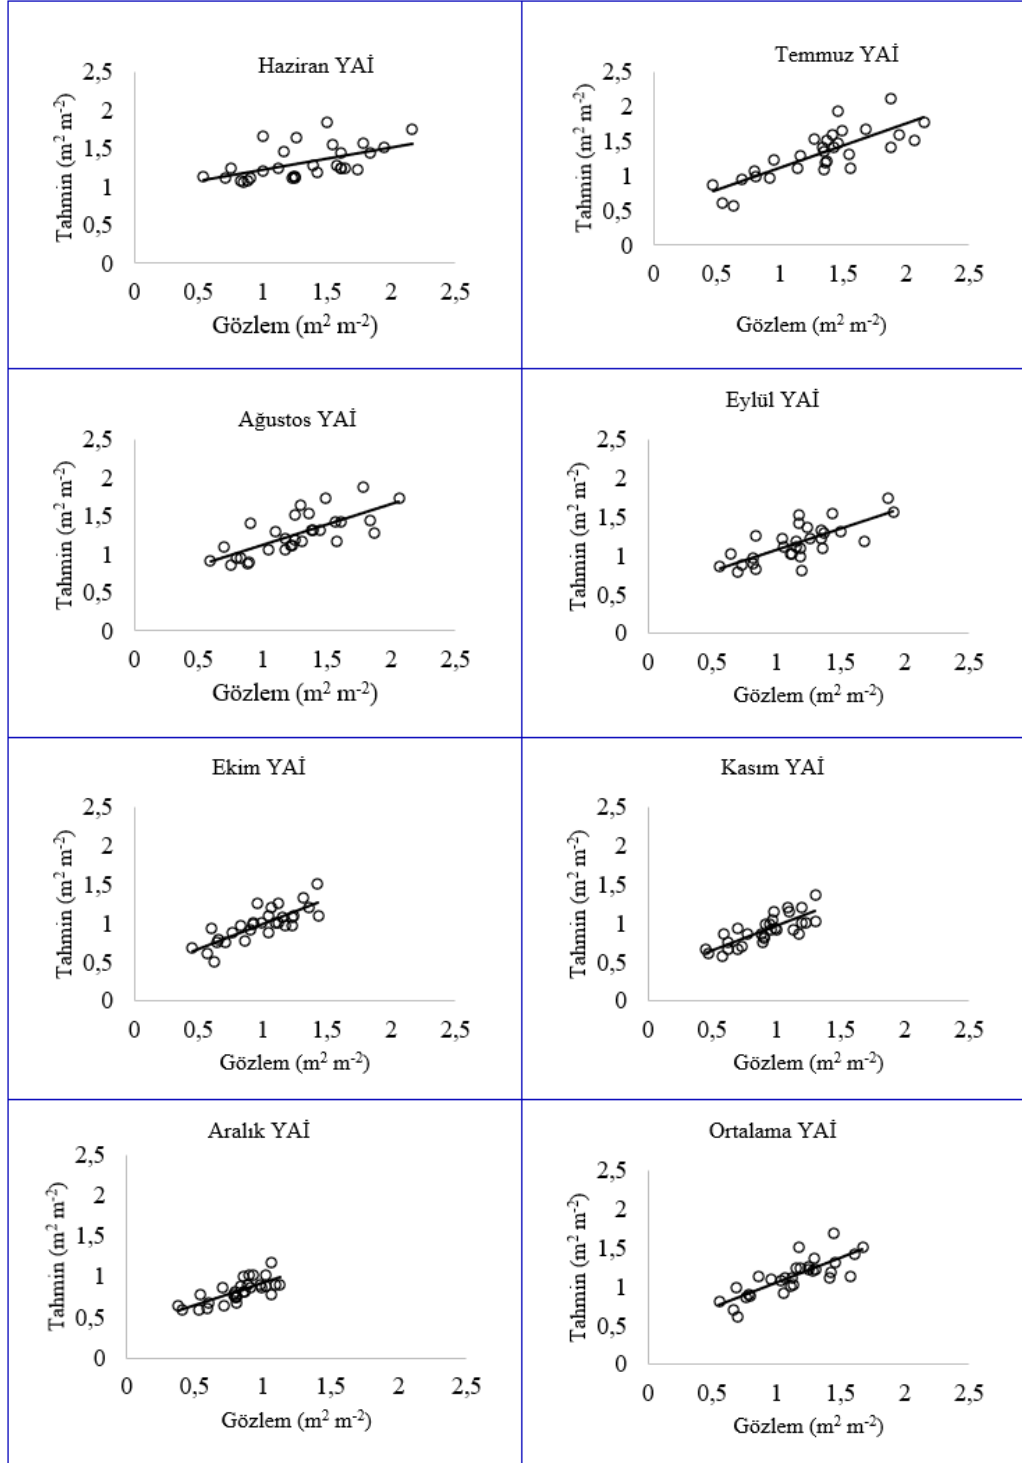 Haziran YAİ
Tahmin (m² m⁻²)
2,5
2
1,5
1
0,5
0
0 0,5 1 1,5 2 2,5
Gözlem (m² m⁻²)
Temmuz YAİ
Tahmin (m² m⁻²)
2,5
2
1,5
1
0,5
0
0 0,5 1 1,5 2 2,5
Gözlem (m² m⁻²)
Ağustos YAİ
Tahmin (m² m⁻²)
2,5
2
1,5
1
0,5
0
0 0,5 1 1,5 2 2,5
Gözlem (m² m⁻²)
Eylül YAİ
Tahmin (m² m⁻²)
2,5
2
1,5
1
0,5
0
0 0,5 1 1,5 2 2,5
Gözlem (m² m⁻²)
Ekim YAİ
Tahmin (m² m⁻²)
2,5
2
1,5
1
0,5
0
0 0,5 1 1,5 2 2,5
Gözlem (m² m⁻²)
Kasım YAİ
Tahmin (m² m⁻²)
2,5
2
1,5
1
0,5
0
0 0,5 1 1,5 2 2,5
Gözlem (m² m⁻²)
Aralık YAİ
Tahmin (m² m⁻²)
2,5
2
1,5
1
0,5
0
0 0,5 1 1,5 2 2,5
Gözlem (m² m⁻²)
Ortalama YAİ
Tahmin (m² m⁻²)
2,5
2
1,5
1
0,5
0
0 0,5 1 1,5 2 2,5
Gözlem (m² m⁻²)